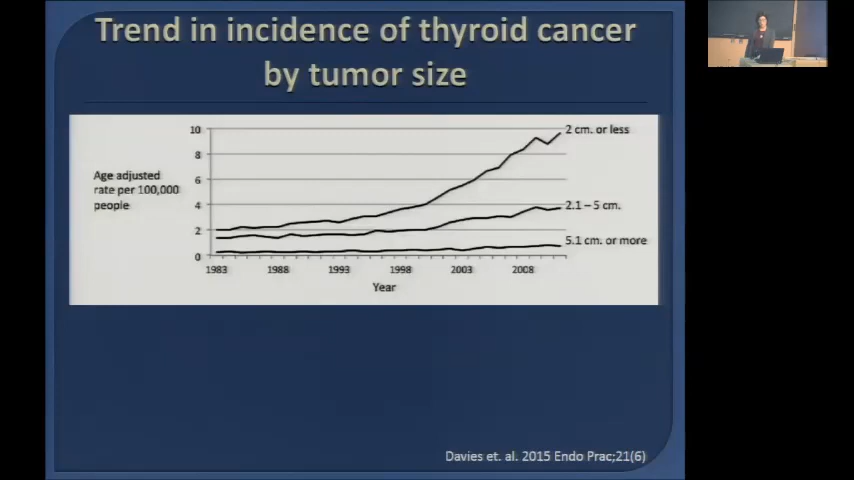 Trend in incidence of thyroid cancer
by tumor size
10
8
6
4
2
0
Age adjusted
rate per 100,000
people
2 cm. or less
2.1 – 5 cm.
5.1 cm. or more
1983 1988 1993 1998 2003 2008
Year
Davies et. al. 2015 Endo Prac;21(6)